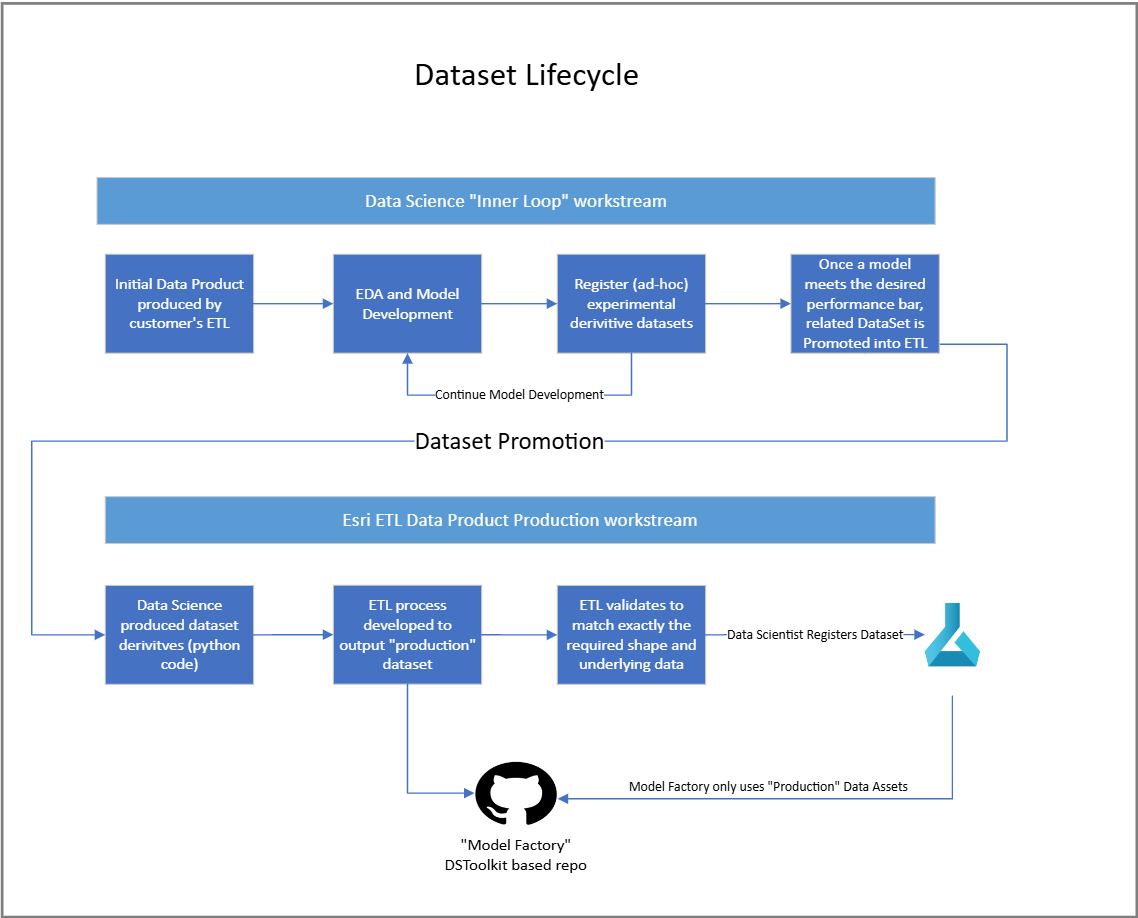 Dataset Lifecycle
Data Science "Inner Loop" workstream
Initial Data Product
produced by
customer's ETL
EDA and Model
Development
Register (ad-hoc)
experimental
derivitive datasets
Once a model
meets the desired
performance bar,
related DataSet is
Promoted into ETL
Continue Model Development
Dataset Promotion
Esri ETL Data Product Production workstream
Data Science
produced dataset
derivitves (python
code)
ETL process
developed to
output "production"
dataset
ETL validates to
match exactly the
required shape and
underlying data
Data Scientist Registers Dataset
Model Factory only uses "Production" Data Assets
"Model Factory"
DSToolkit based repo